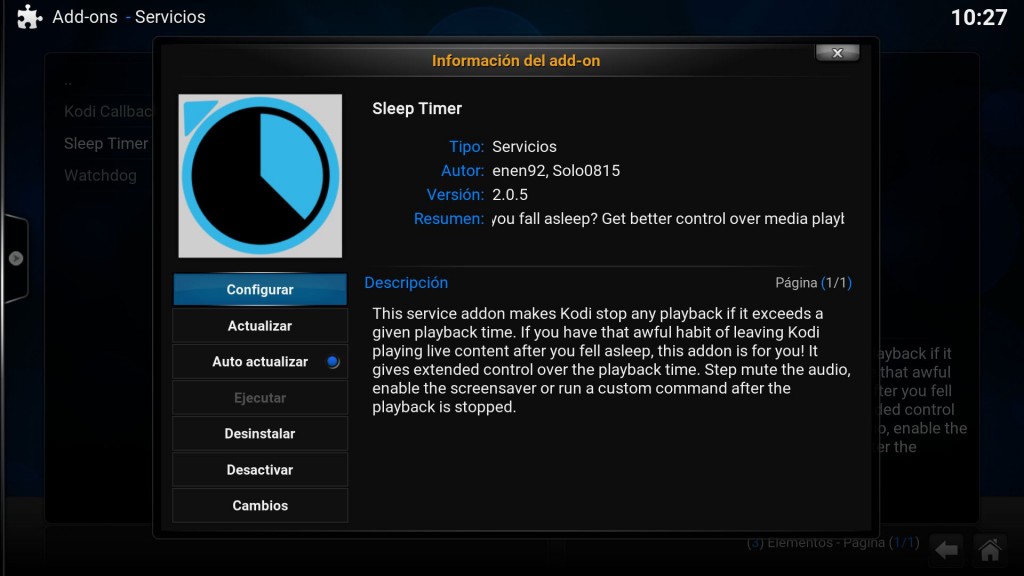 Add-ons - Servicios
10:27
Información del add-on
..
Kodi Callbac
Sleep Timer
Watchdog
Sleep Timer
Tipo: Servicios
Autor: enen92, Solo0815
Versión: 2.0.5
Resumen: you fall asleep? Get better control over media playb
Configurar
Actualizar
Auto actualizar
Ejecutar
Desinstalar
Desactivar
Cambios
Descripción
Página (1/1)
This service addon makes Kodi stop any playback if it exceeds a
given playback time. If you have that awful habit of leaving Kodi
playing live content after you fell asleep, this addon is for you! It
gives extended control over the playback time. Step mute the audio,
enable the screensaver or run a custom command after the
playback is stopped.
ayback if it
that awful
ter you fell
ded control
o, enable the
er the
(3) Elementos - Página (1/1)